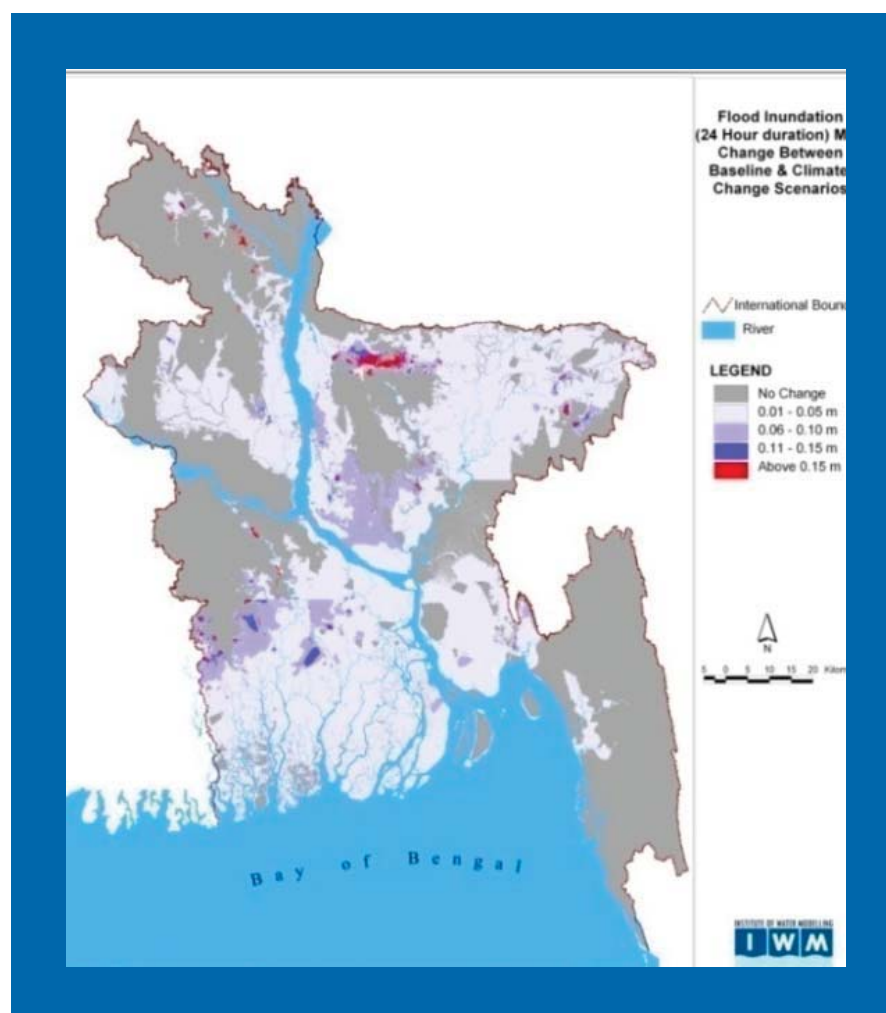 Flood Inundation
(24 Hour duration) M
Change Between
Baseline & Climate
Change Scenarios
International Boun
River
LEGEND
No Change
0.01 - 0.05 m
0.06 - 0.10 m
0.11 - 0.15 m
Above 0.15 m
N
5 0 5 10 15 20 Kilom
Bay of Bengal
INSTITUTE OF WATER MODELLING
IWM